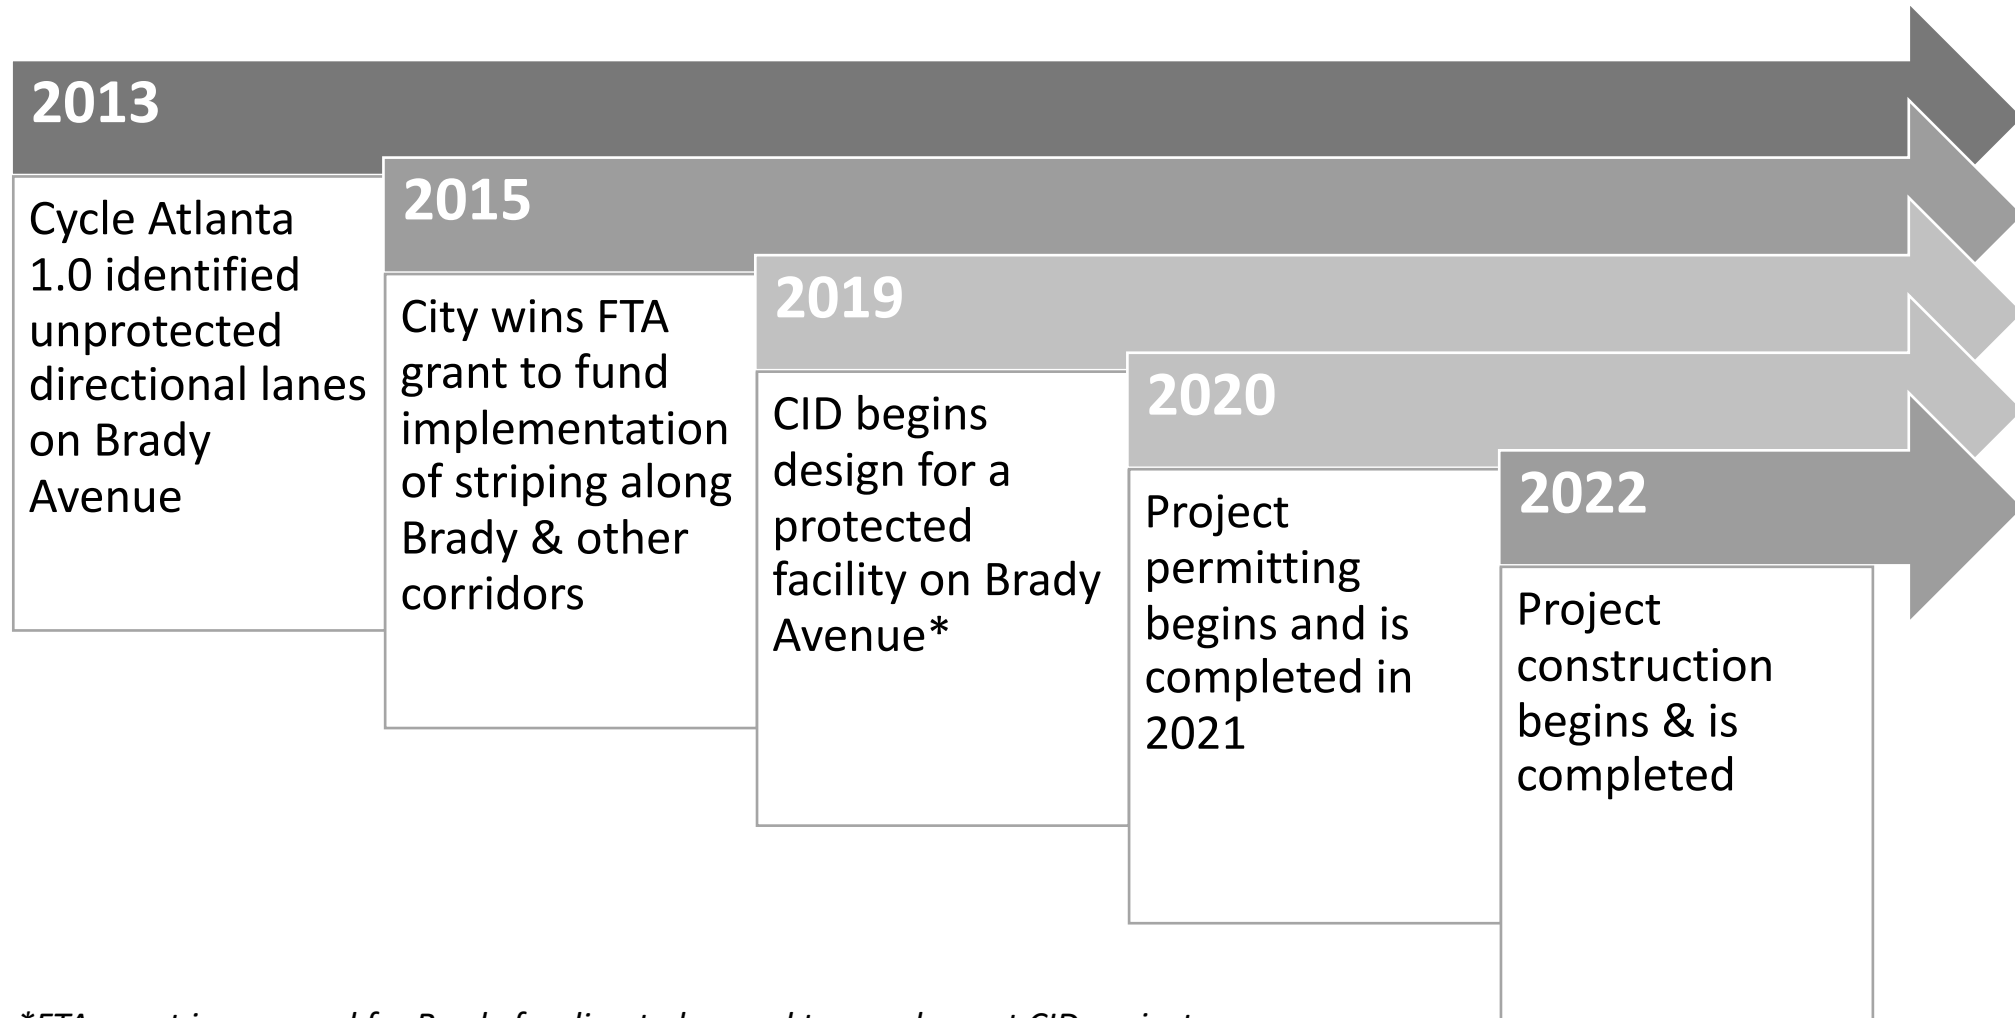 2013
Cycle Atlanta
1.0 identified
unprotected
directional lanes
on Brady
Avenue
2015
City wins FTA
grant to fund
implementation
of striping along
Brady & other
corridors
2019
CID begins
design for a
protected
facility on Brady
Avenue*
2020
Project
permitting
begins and is
completed in
2021
2022
Project
construction
begins & is
completed